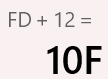 FD + 12 =
10F